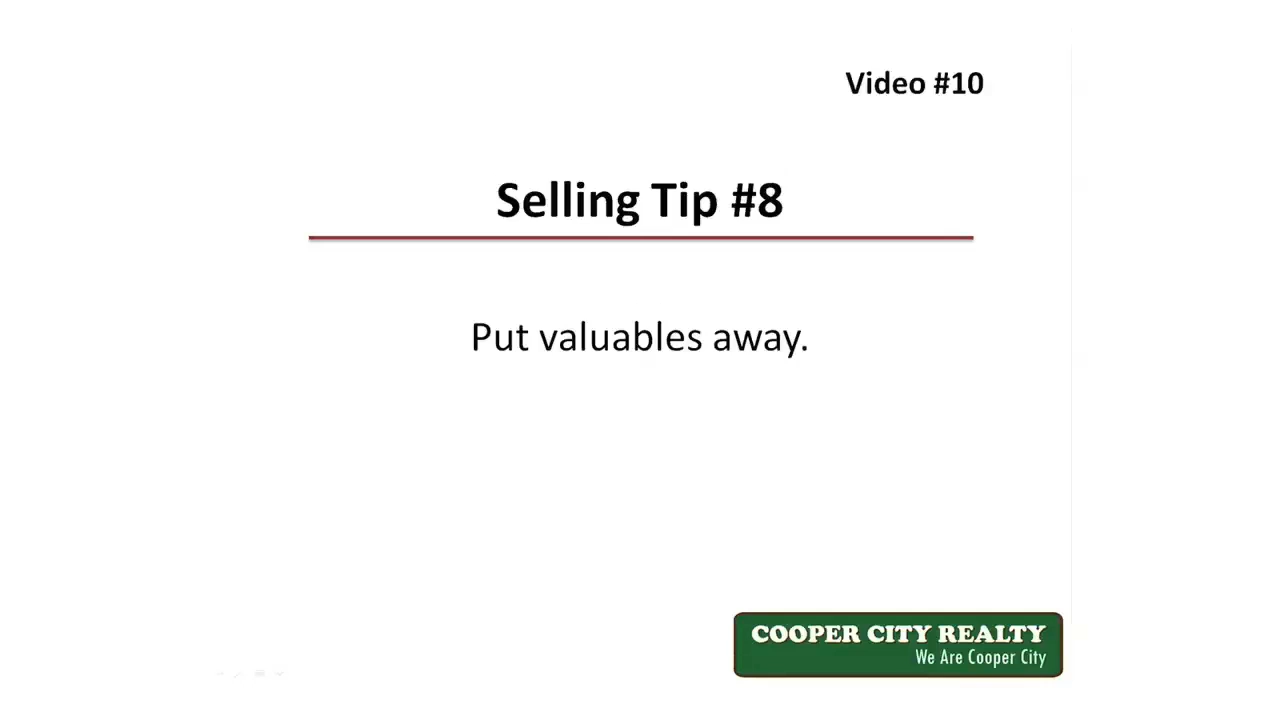 Video #10
Selling Tip #8
Put valuables away.
COOPER CITY REALTY
We Are Cooper City